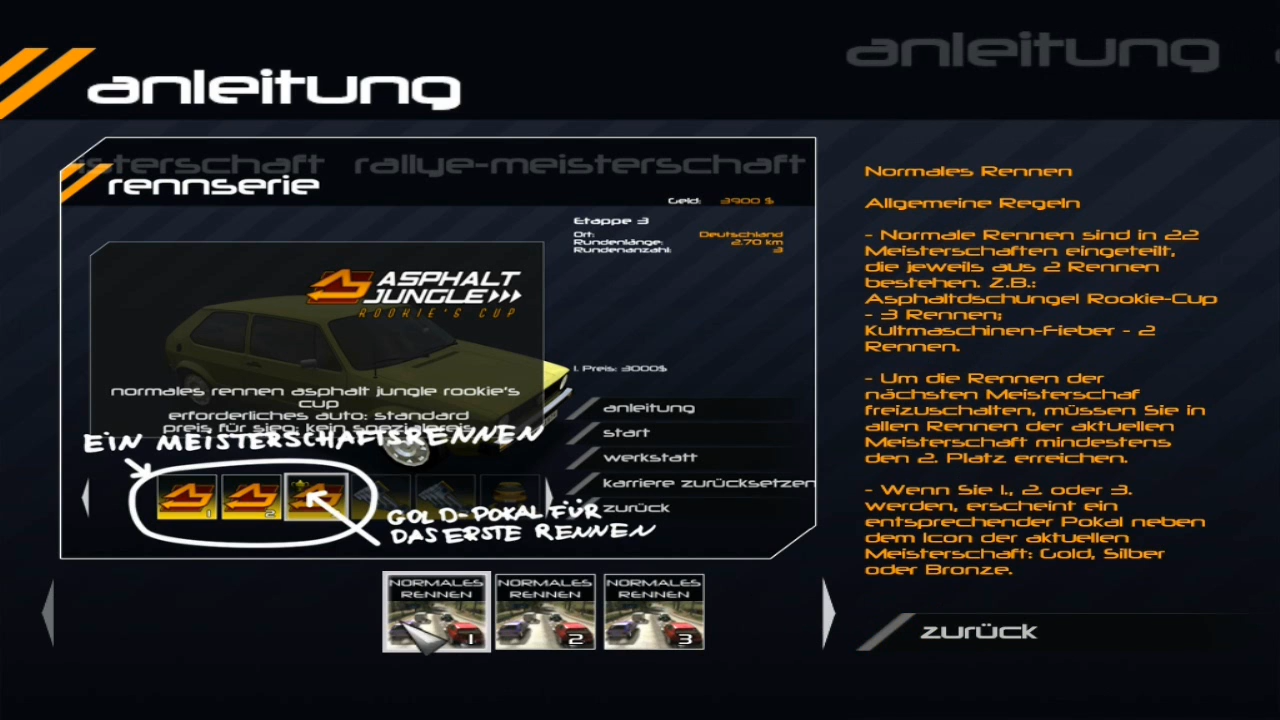 anleitung
anleitung
rallye-meisterschaft
rennserie
Geld: 3900 $
Etappe 3
Ort: Deutschland
Rundenlänge: 2.70 km
Rundenanzahl: 3
ASPHALT
JUNGLE
ROOKIE'S CUP
normales rennen asphalt jungle rookie's
cup
erforderliches auto: standard
preis für sieg: kein spezialpreis
1. Preis: 3000$
EIN MEISTERSCHAFTSRENNEN
1
2
GOLD-POKAL FÜR
DAS ERSTE RENNEN
anleitung
start
werkstatt
karriere zurücksetzen
zurück
NORMALES
RENNEN
1
NORMALES
RENNEN
2
NORMALES
RENNEN
3
Normales Rennen
Allgemeine Regeln
- Normale Rennen sind in 22
Meisterschaften eingeteilt,
die jeweils aus 2 Rennen
bestehen. Z.B.:
Asphaltdschungel Rookie-Cup
- 3 Rennen;
Kultmaschinen-Fieber - 2
Rennen.
- Um die Rennen der
nächsten Meisterschaf
freizuschalten, müssen Sie in
allen Rennen der aktuellen
Meisterschaft mindestens
den 2. Platz erreichen.
- Wenn Sie 1., 2. oder 3.
werden, erscheint ein
entsprechender Pokal neben
dem Icon der aktuellen
Meisterschaft: Gold, Silber
oder Bronze.
zurück